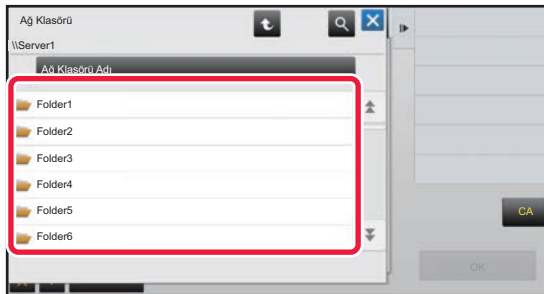 Ağ Klasörü
\\Server1
Ağ Klasörü Adı
Folder1
Folder2
Folder3
Folder4
Folder5
Folder6
CA
OK